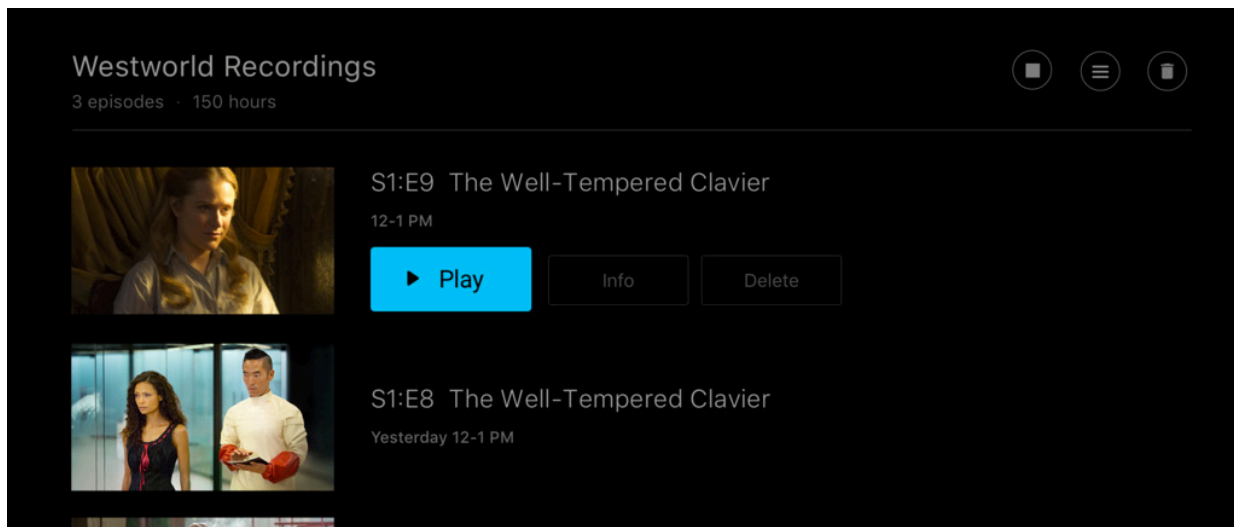 Westworld Recordings
3 episodes · 150 hours
S1:E9 The Well-Tempered Clavier
12-1 PM
Play
Info
Delete
S1:E8 The Well-Tempered Clavier
Yesterday 12-1 PM